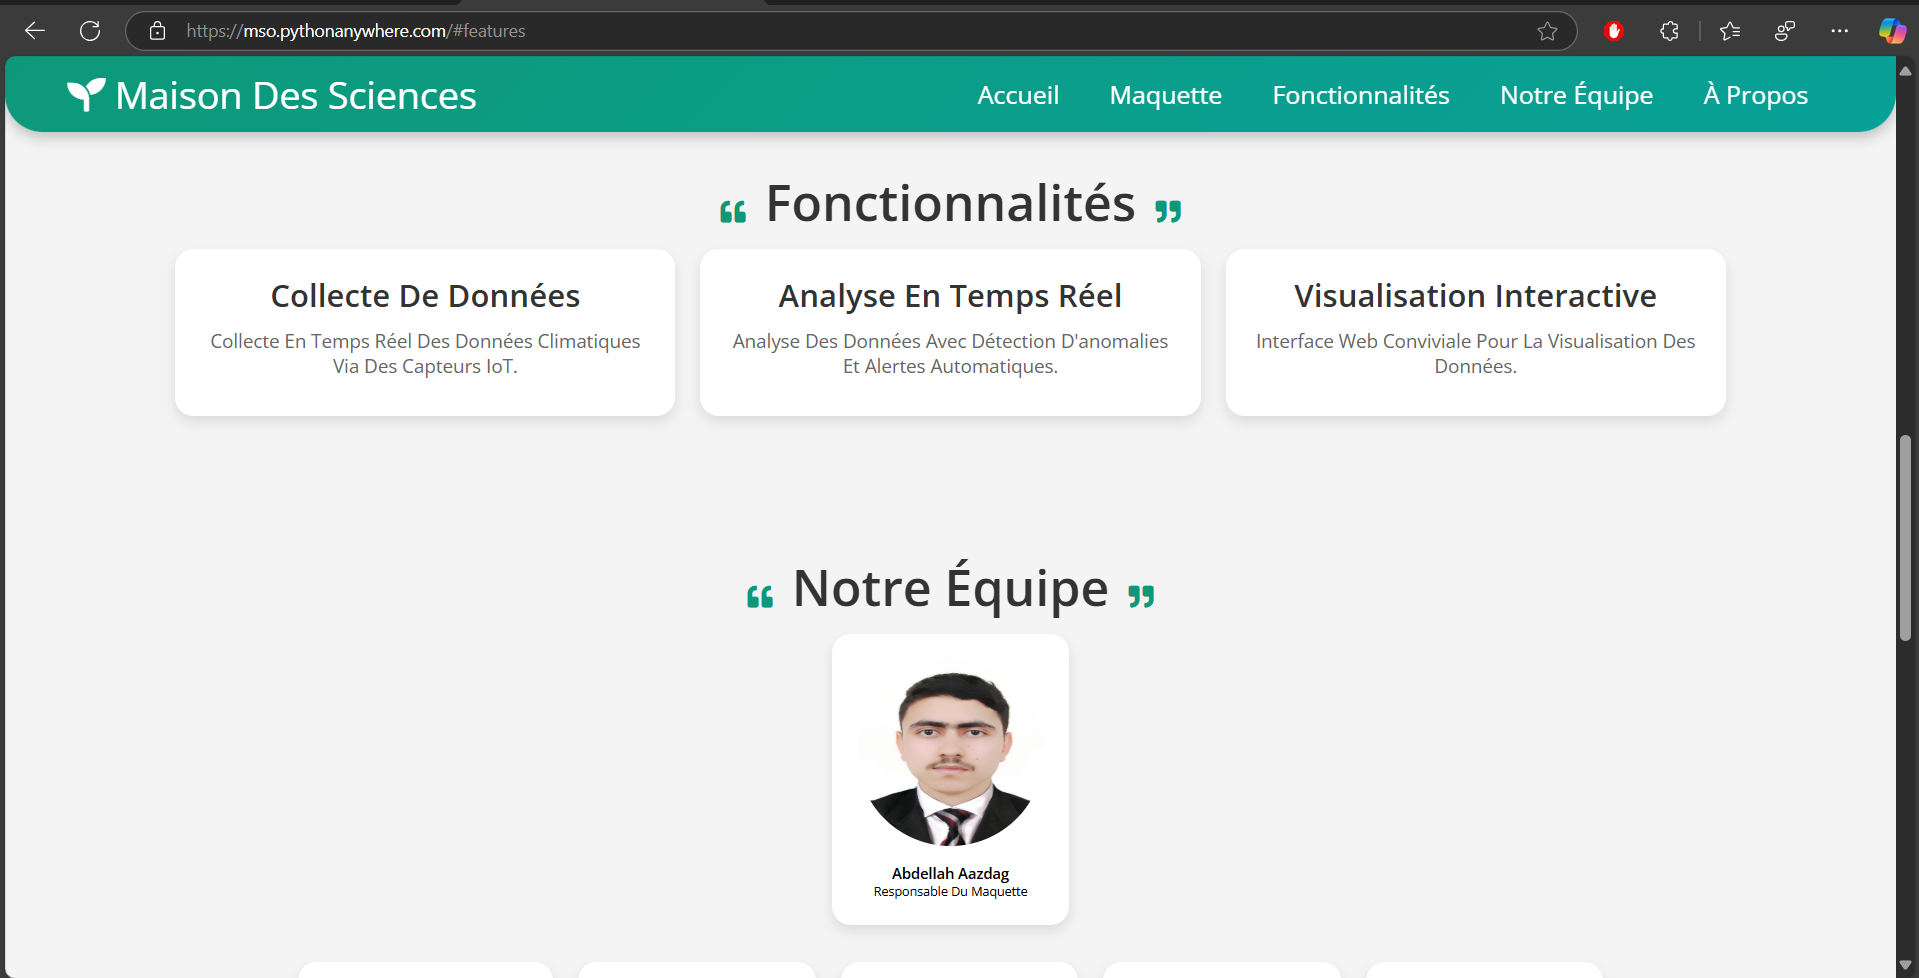 https://mso.pythonanywhere.com/#features
Maison Des Sciences
Accueil
Maquette
Fonctionnalités
Notre Équipe
À Propos
Fonctionnalités
Collecte De Données
Collecte En Temps Réel Des Données Climatiques
Via Des Capteurs IoT.
Analyse En Temps Réel
Analyse Des Données Avec Détection D'anomalies
Et Alertes Automatiques.
Visualisation Interactive
Interface Web Conviviale Pour La Visualisation Des
Données.
Notre Équipe
Abdellah Aazdag
Responsable Du Maquette